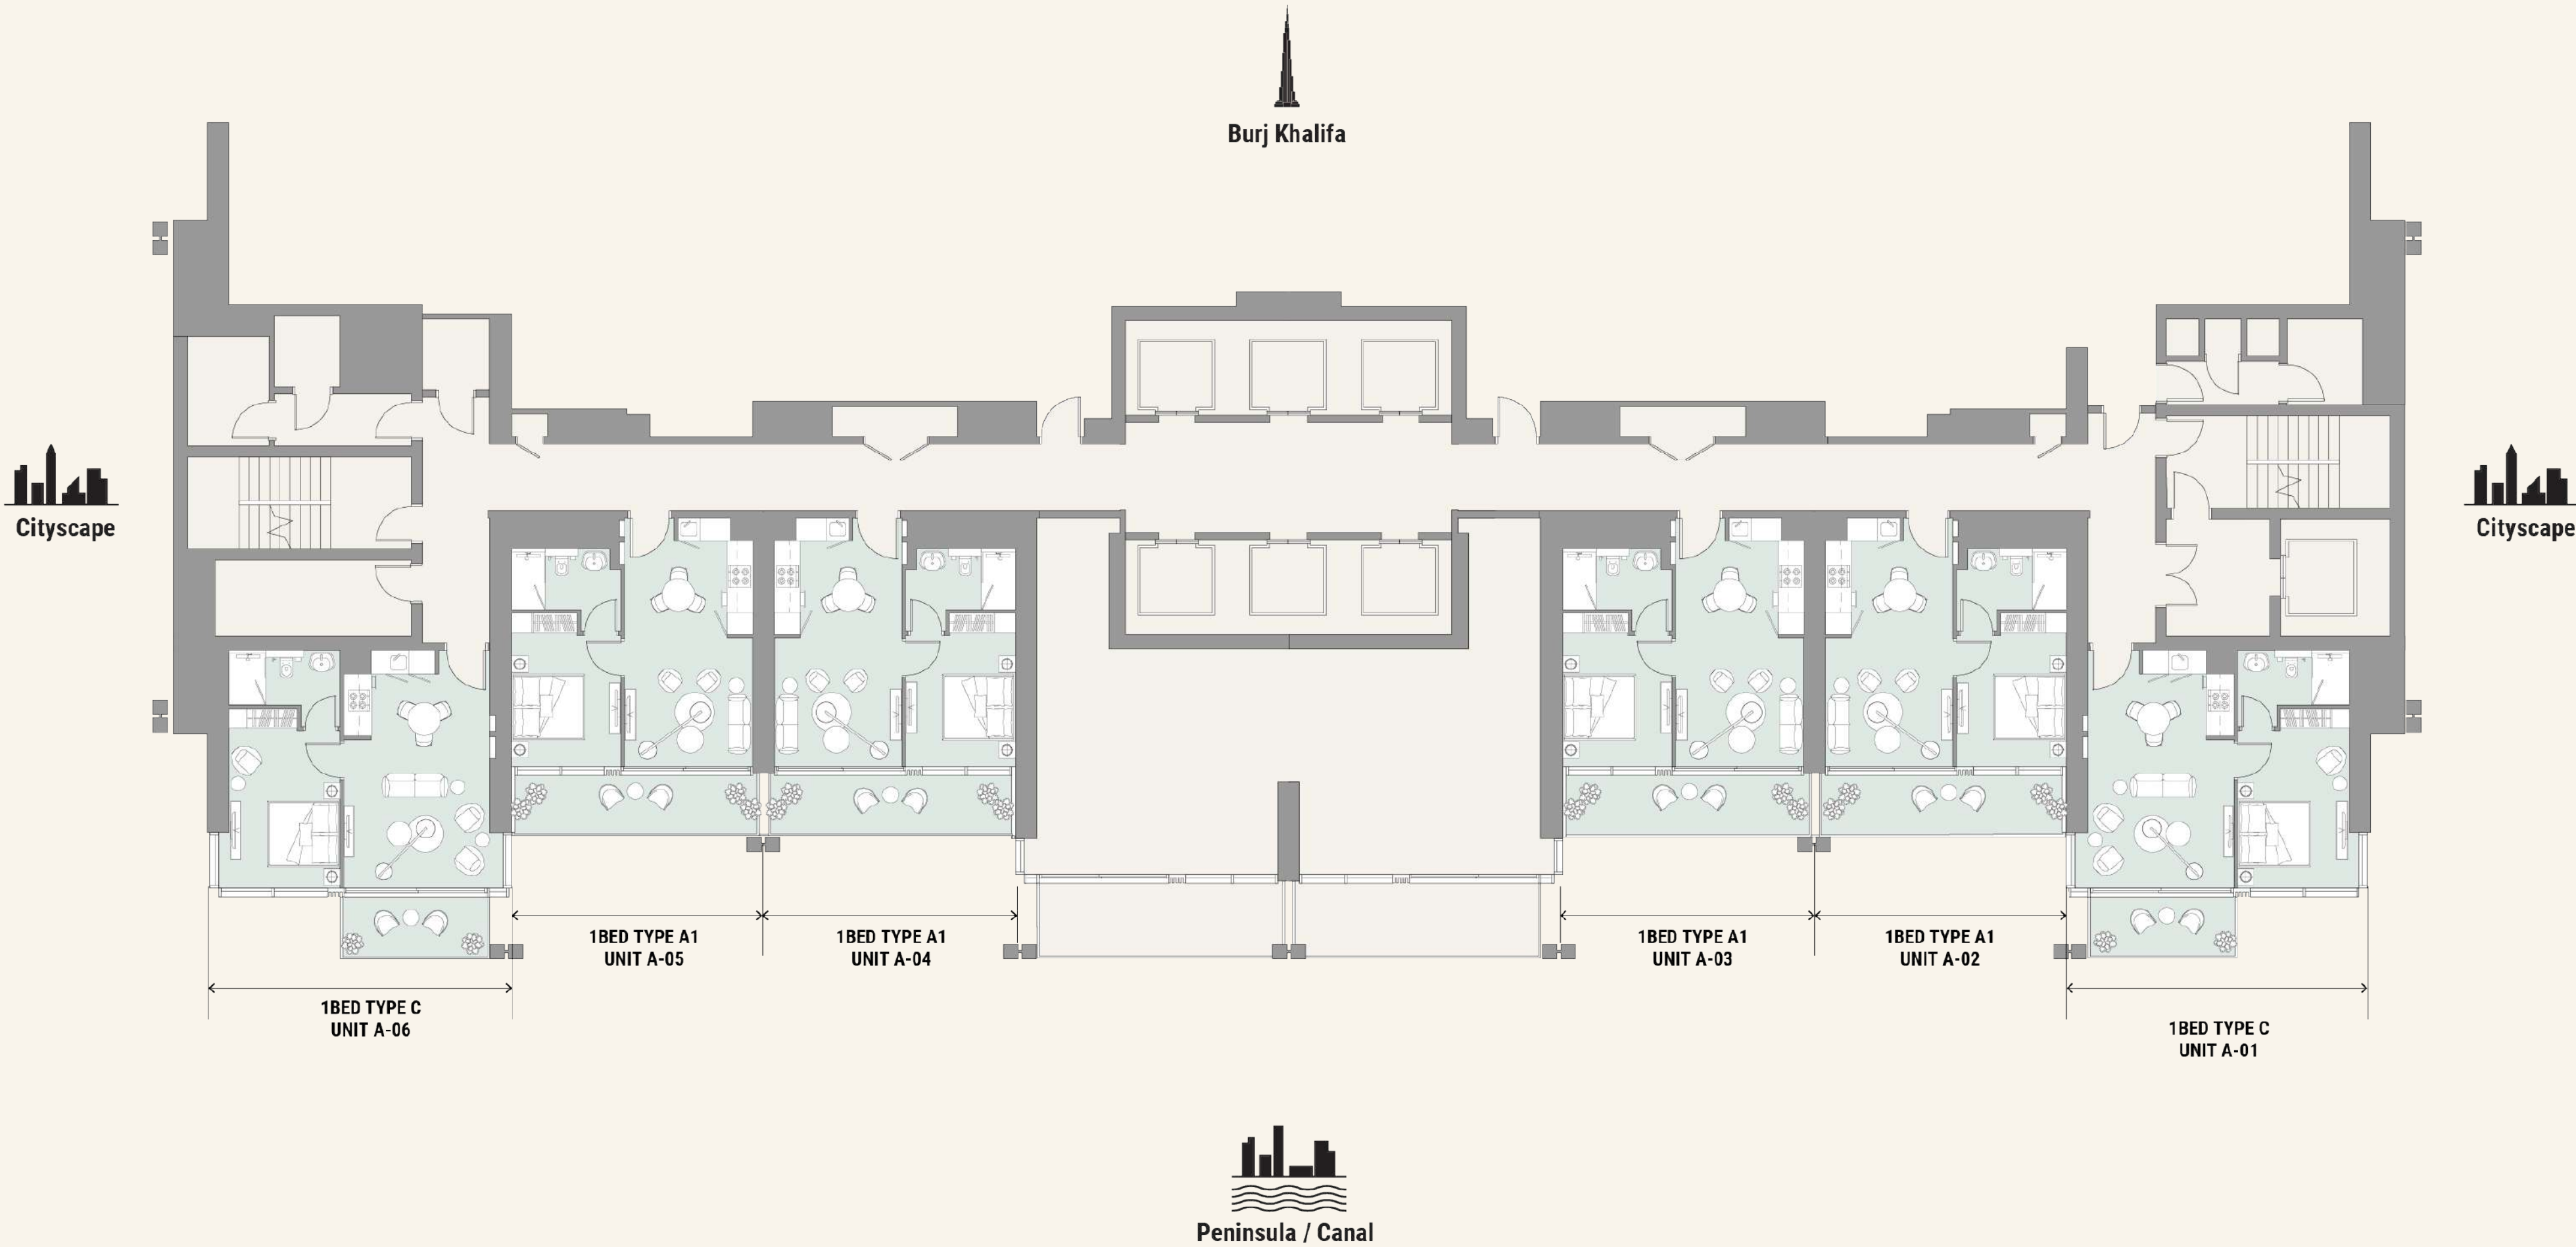 Burj Khalifa
Cityscape
Cityscape
1BED TYPE A1
UNIT A-05
1BED TYPE A1
UNIT A-04
1BED TYPE A1
UNIT A-03
1BED TYPE A1
UNIT A-02
1BED TYPE C
UNIT A-06
1BED TYPE C
UNIT A-01
Peninsula / Canal